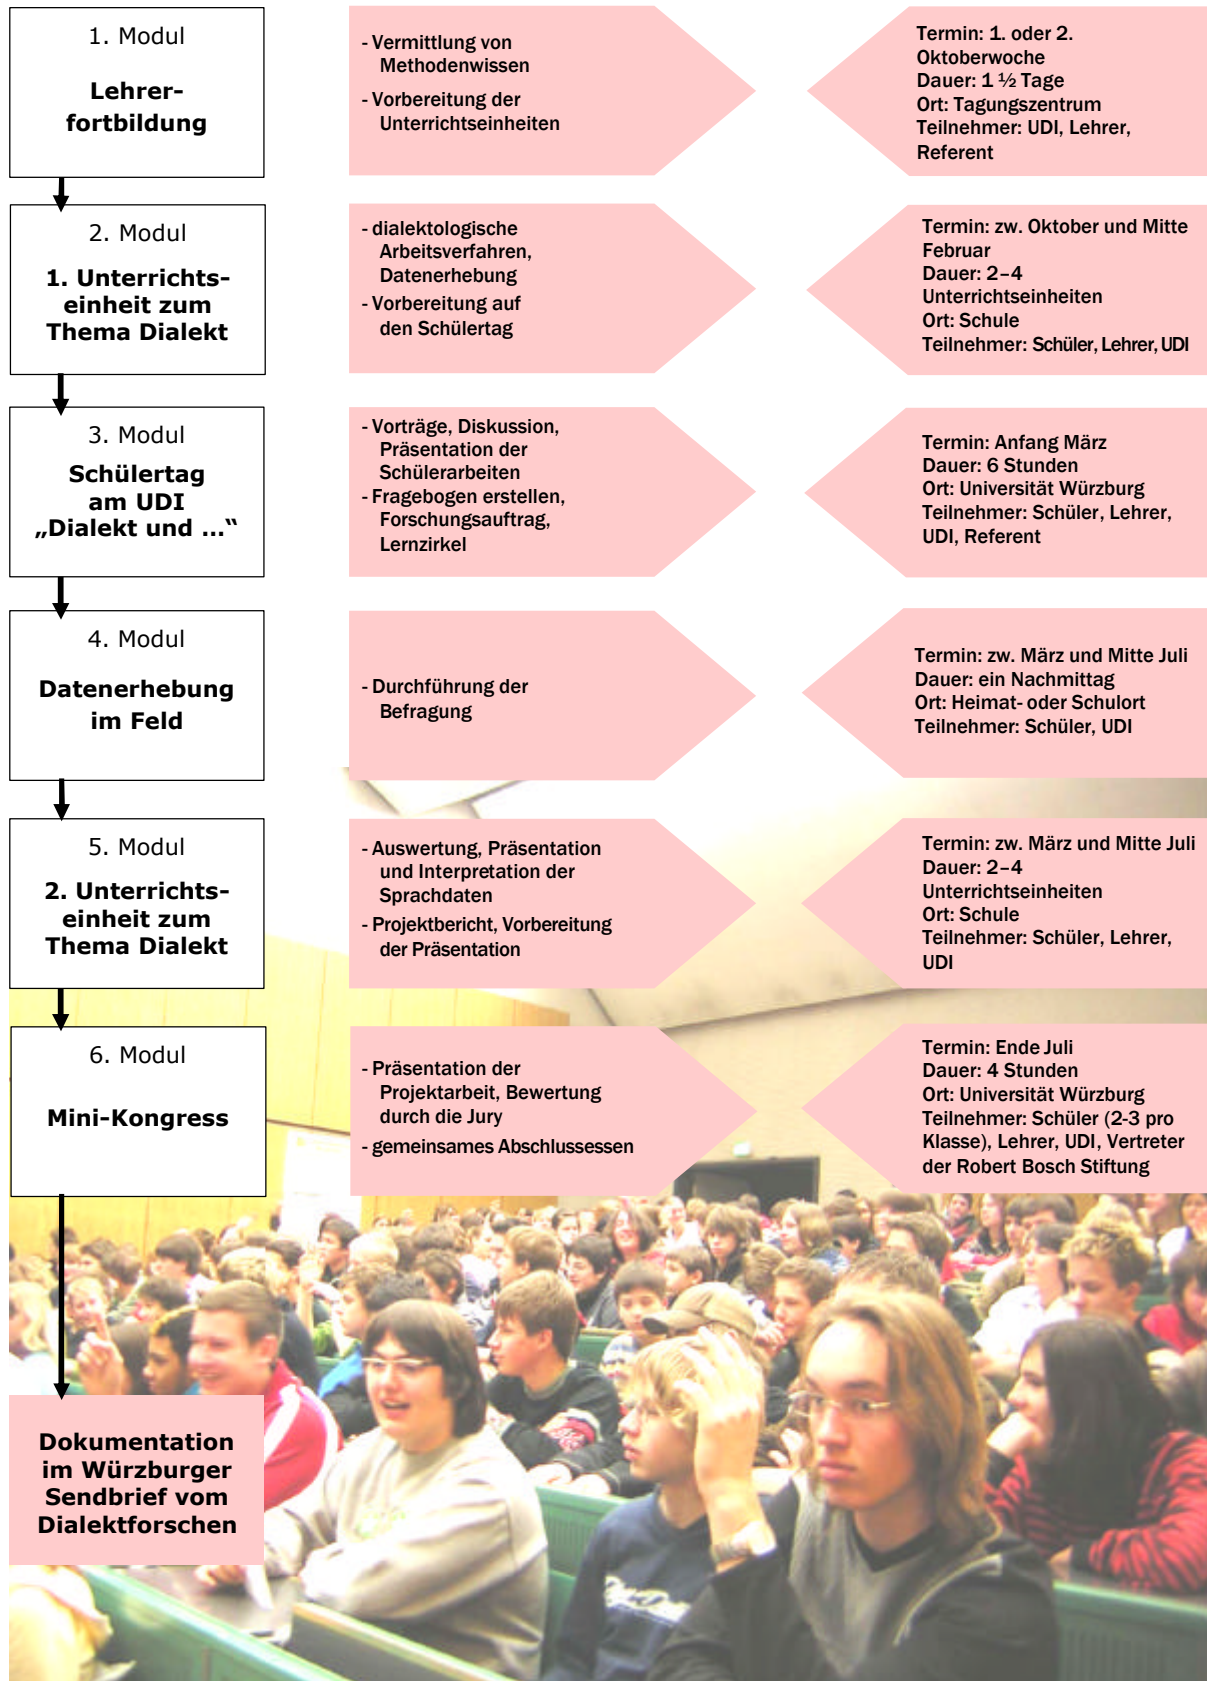 1. Modul
Lehrer-
fortbildung
- Vermittlung von
Methodenwissen
- Vorbereitung der
Unterrichtseinheiten
Termin: 1. oder 2.
Oktoberwoche
Dauer: 1 ½ Tage
Ort: Tagungszentrum
Teilnehmer: UDI, Lehrer,
Referent
2. Modul
1. Unterrichts-
einheit zum
Thema Dialekt
- dialektologische
Arbeitsverfahren,
Datenerhebung
- Vorbereitung auf
den Schülertag
Termin: zw. Oktober und Mitte
Februar
Dauer: 2–4
Unterrichtseinheiten
Ort: Schule
Teilnehmer: Schüler, Lehrer, UDI
3. Modul
Schülertag
am UDI
„Dialekt und ...“
- Vorträge, Diskussion,
Präsentation der
Schülerarbeiten
- Fragebogen erstellen,
Forschungsauftrag,
Lernzirkel
Termin: Anfang März
Dauer: 6 Stunden
Ort: Universität Würzburg
Teilnehmer: Schüler, Lehrer,
UDI, Referent
4. Modul
Datenerhebung
im Feld
- Durchführung der
Befragung
Termin: zw. März und Mitte Juli
Dauer: ein Nachmittag
Ort: Heimat- oder Schulort
Teilnehmer: Schüler, UDI
5. Modul
2. Unterrichts-
einheit zum
Thema Dialekt
- Auswertung, Präsentation
und Interpretation der
Sprachdaten
- Projektbericht, Vorbereitung
der Präsentation
Termin: zw. März und Mitte Juli
Dauer: 2–4
Unterrichtseinheiten
Ort: Schule
Teilnehmer: Schüler, Lehrer,
UDI
6. Modul
Mini-Kongress
- Präsentation der
Projektarbeit, Bewertung
durch die Jury
- gemeinsames Abschlussessen
Termin: Ende Juli
Dauer: 4 Stunden
Ort: Universität Würzburg
Teilnehmer: Schüler (2-3 pro
Klasse), Lehrer, UDI, Vertreter
der Robert Bosch Stiftung
Dokumentation
im Würzburger
Sendbrief vom
Dialektforschen